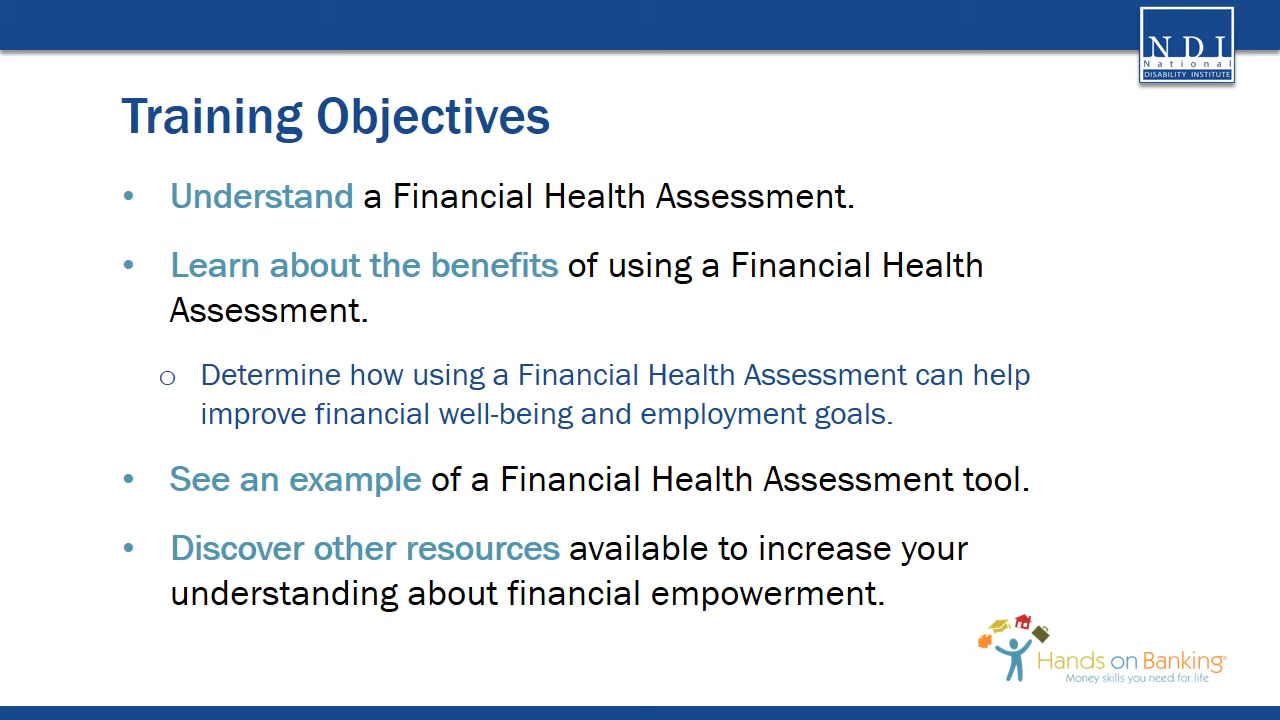 NDI
National
DISABILITY INSTITUTE
Training Objectives
• Understand a Financial Health Assessment.
• Learn about the benefits of using a Financial Health
Assessment.
o Determine how using a Financial Health Assessment can help
improve financial well-being and employment goals.
• See an example of a Financial Health Assessment tool.
• Discover other resources available to increase your
understanding about financial empowerment.
Hands on Banking®
Money skills you need for life